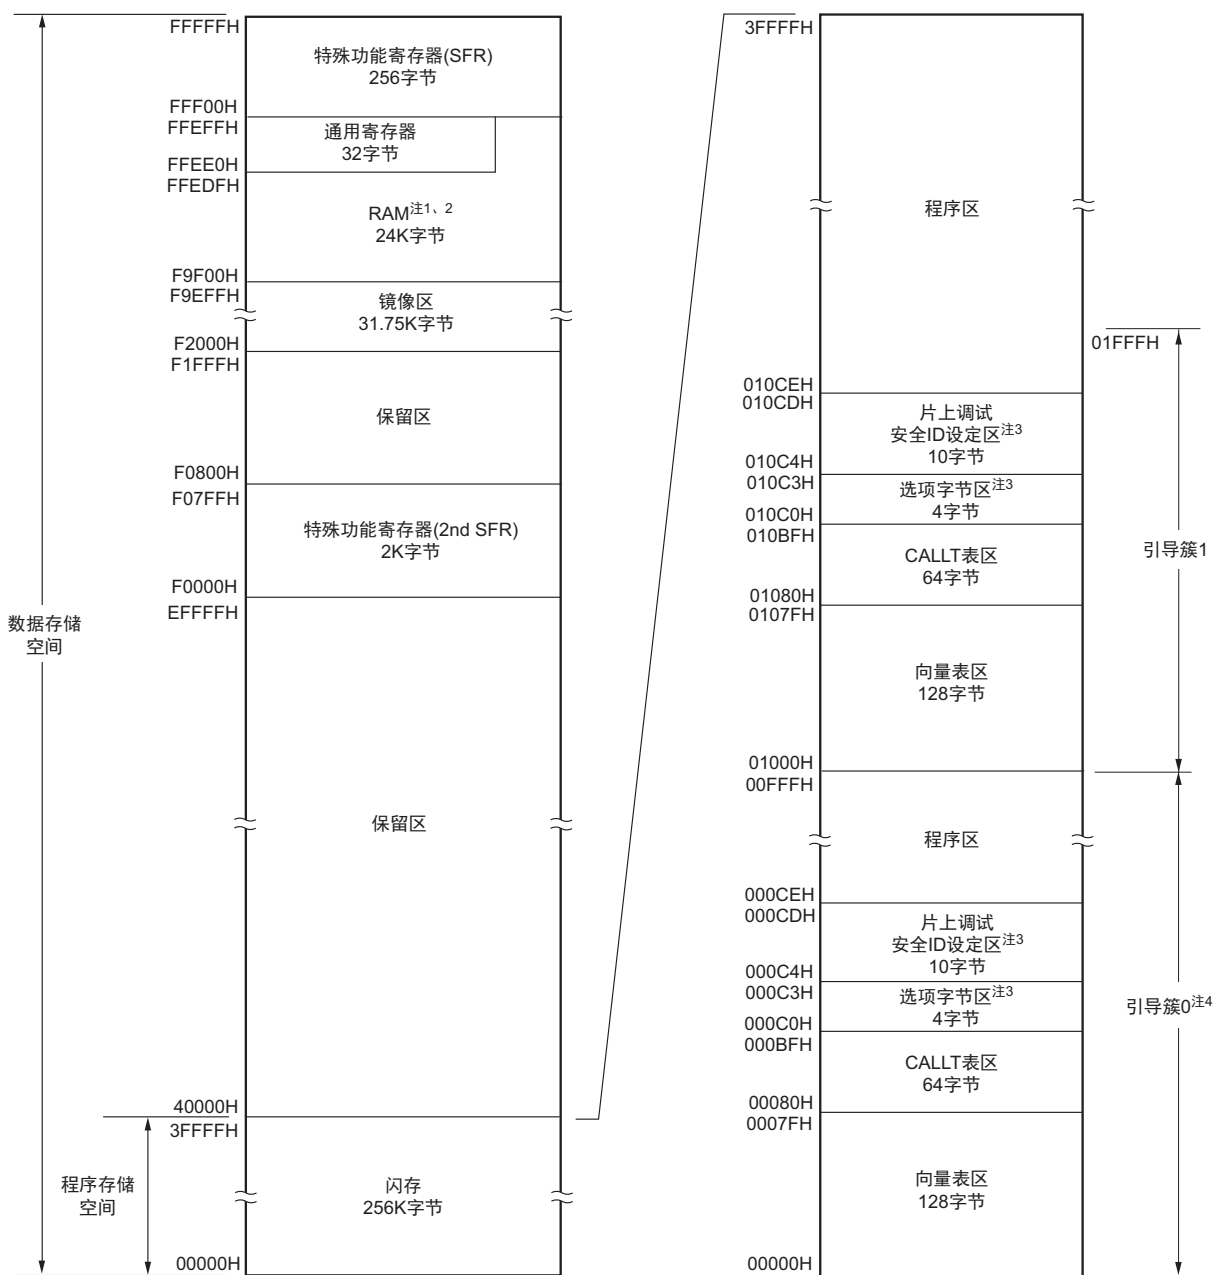 FFFFFH
特殊功能寄存器(SFR)
256字节
FFF00H
FFEFFH
通用寄存器
32字节
FFEE0H
FFEDFH
RAM注1、2
24K字节
F9F00H
F9EFFH
镜像区
31.75K字节
F2000H
F1FFFH
保留区
F0800H
F07FFH
特殊功能寄存器(2nd SFR)
2K字节
F0000H
EFFFFH
数据存储
空间
保留区
40000H
3FFFFH
程序存储
空间
闪存
256K字节
00000H
3FFFFH
程序区
01FFFH
010CEH
010CDH
片上调试
安全ID设定区注3
10字节
010C4H
010C3H
选项字节区注3
4字节
010C0H
010BFH
引导簇1
CALLT表区
64字节
01080H
0107FH
向量表区
128字节
01000H
00FFFH
程序区
000CEH
000CDH
片上调试
安全ID设定区注3
10字节
000C4H
000C3H
选项字节区注3
4字节
引导簇0注4
000C0H
000BFH
CALLT表区
64字节
00080H
0007FH
向量表区
128字节
00000H